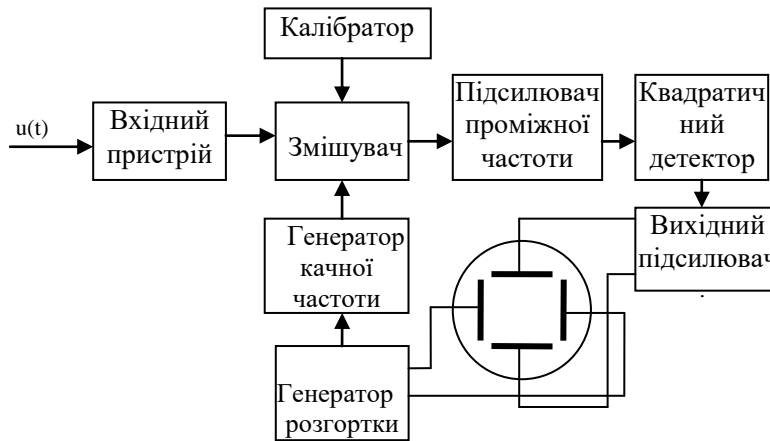 Калібратор
u(t)
Вхідний
пристрій
Змішувач
Підсилювач
проміжної
частоти
Квадратич
ний
детектор
Вихідний
підсилювач
.
Генератор
качної
частоти
Генератор
розгортки